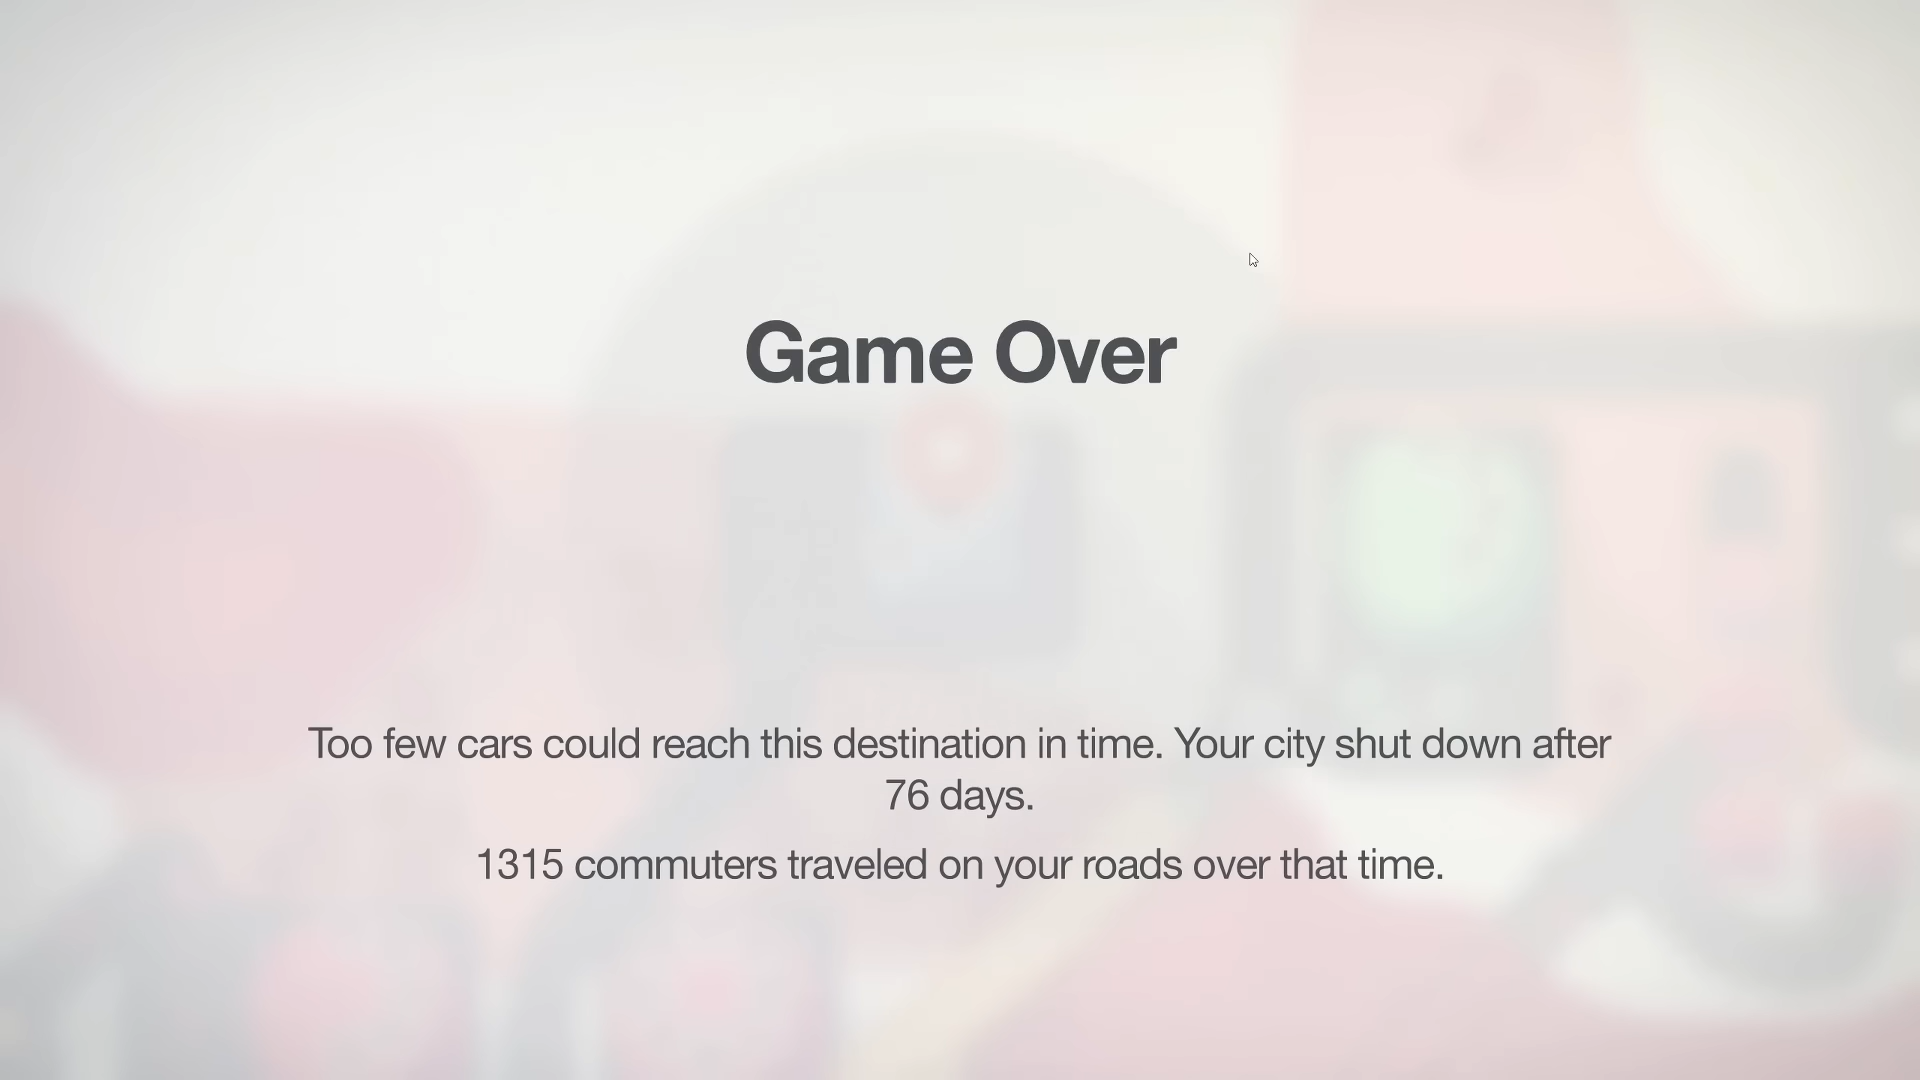 Game Over
Too few cars could reach this destination in time. Your city shut down after
76 days.
1315 commuters traveled on your roads over that time.